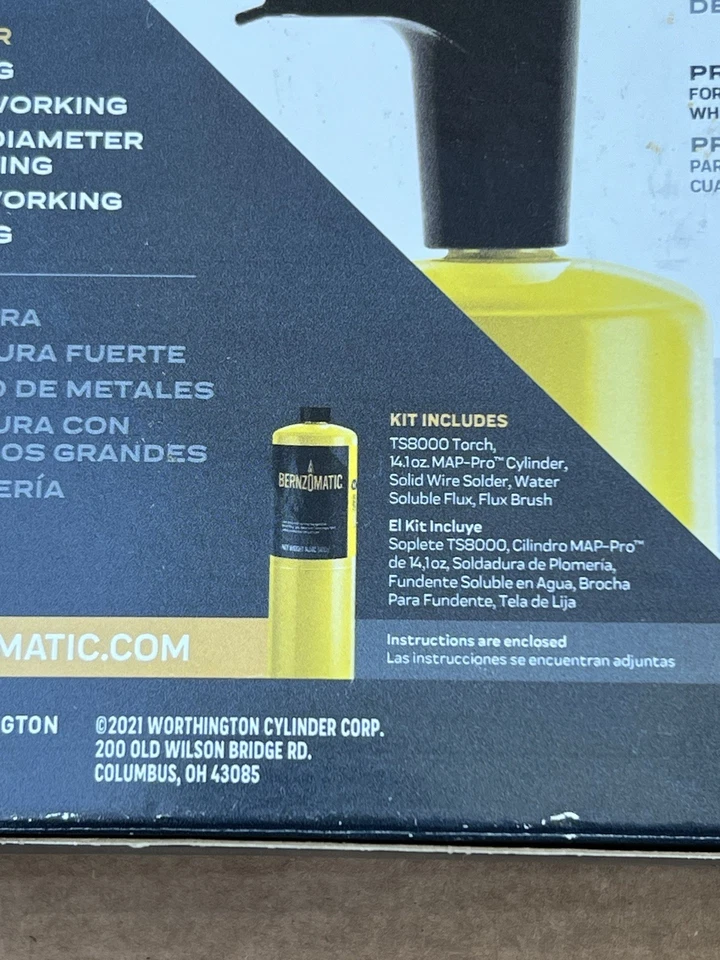 R
G
VORKING
DIAMETER
ING
VORKING
G
RA
URA FUERTE
O DE METALES
URA CON
OS GRANDES
ERÍA
DE
PR
FOR
WH
PR
PAR
CUA
BERNZOMATIC
KIT INCLUDES
TS8000 Torch,
14.1 oz. MAP-Pro™ Cylinder,
Solid Wire Solder, Water
Soluble Flux, Flux Brush
El Kit Incluye
Soplete TS8000, Cilindro MAP-Pro™
de 14,1oz, Soldadura de Plomería,
Fundente Soluble en Agua, Brocha
Para Fundente, Tela de Lija
MATIC.COM
Instructions are enclosed
Las instrucciones se encuentran adjuntas
GTON
©2021 WORTHINGTON CYLINDER CORP.
200 OLD WILSON BRIDGE RD.
COLUMBUS, OH 43085